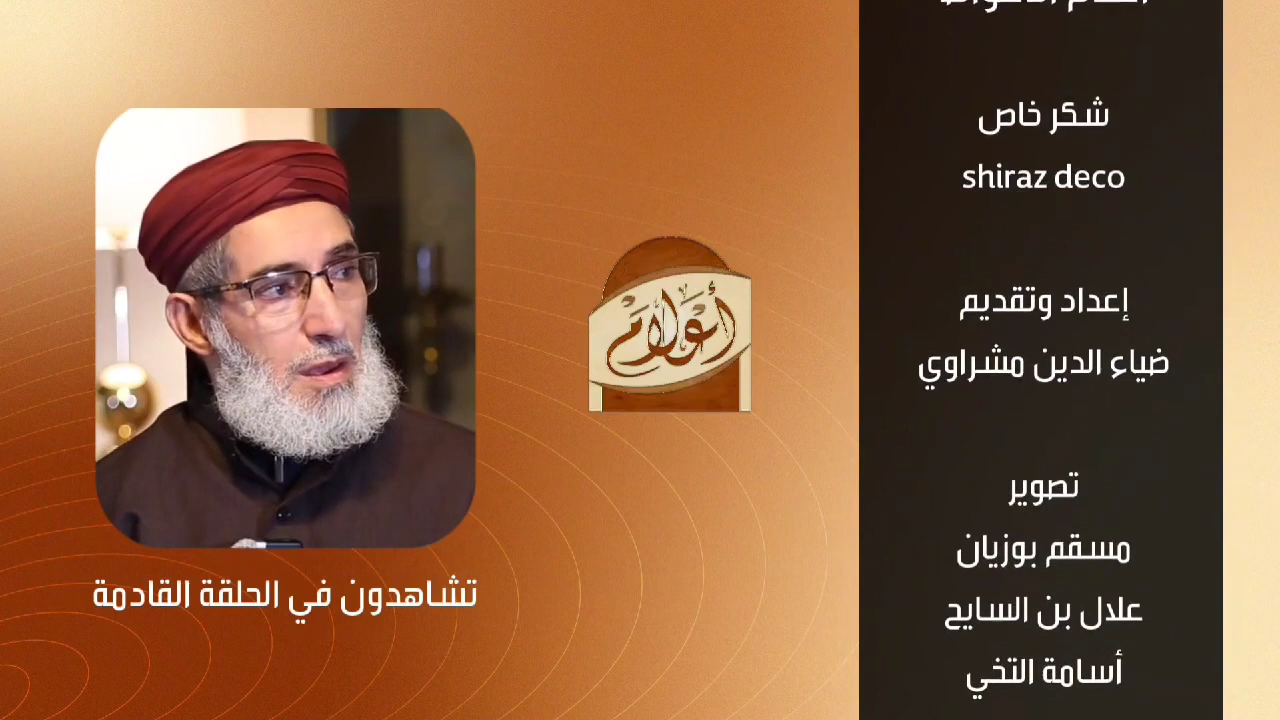 شكر خاص
shiraz deco
إعداد وتقديم
ضياء الدين مشراوي
تصوير
مسقم بوزيان
علال بن السايح
أسامة التخي
أعلام
تشاهدون في الحلقة القادمة